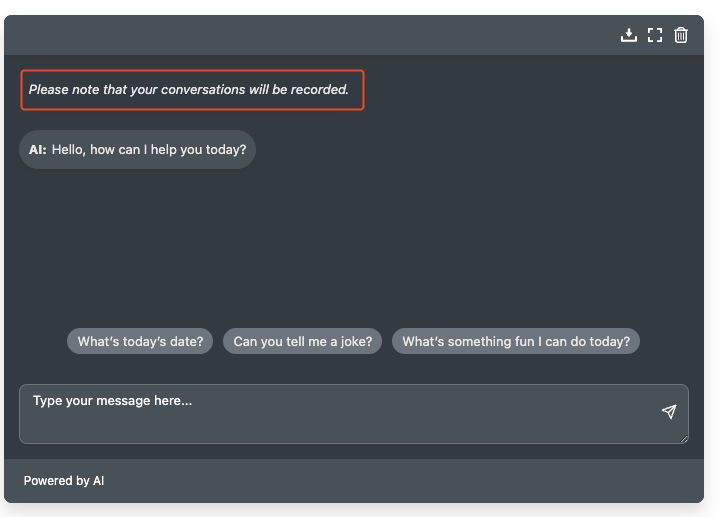 Please note that your conversations will be recorded.
AI: Hello, how can I help you today?
What's today's date? Can you tell me a joke? What's something fun I can do today?
Type your message here...
Powered by AI